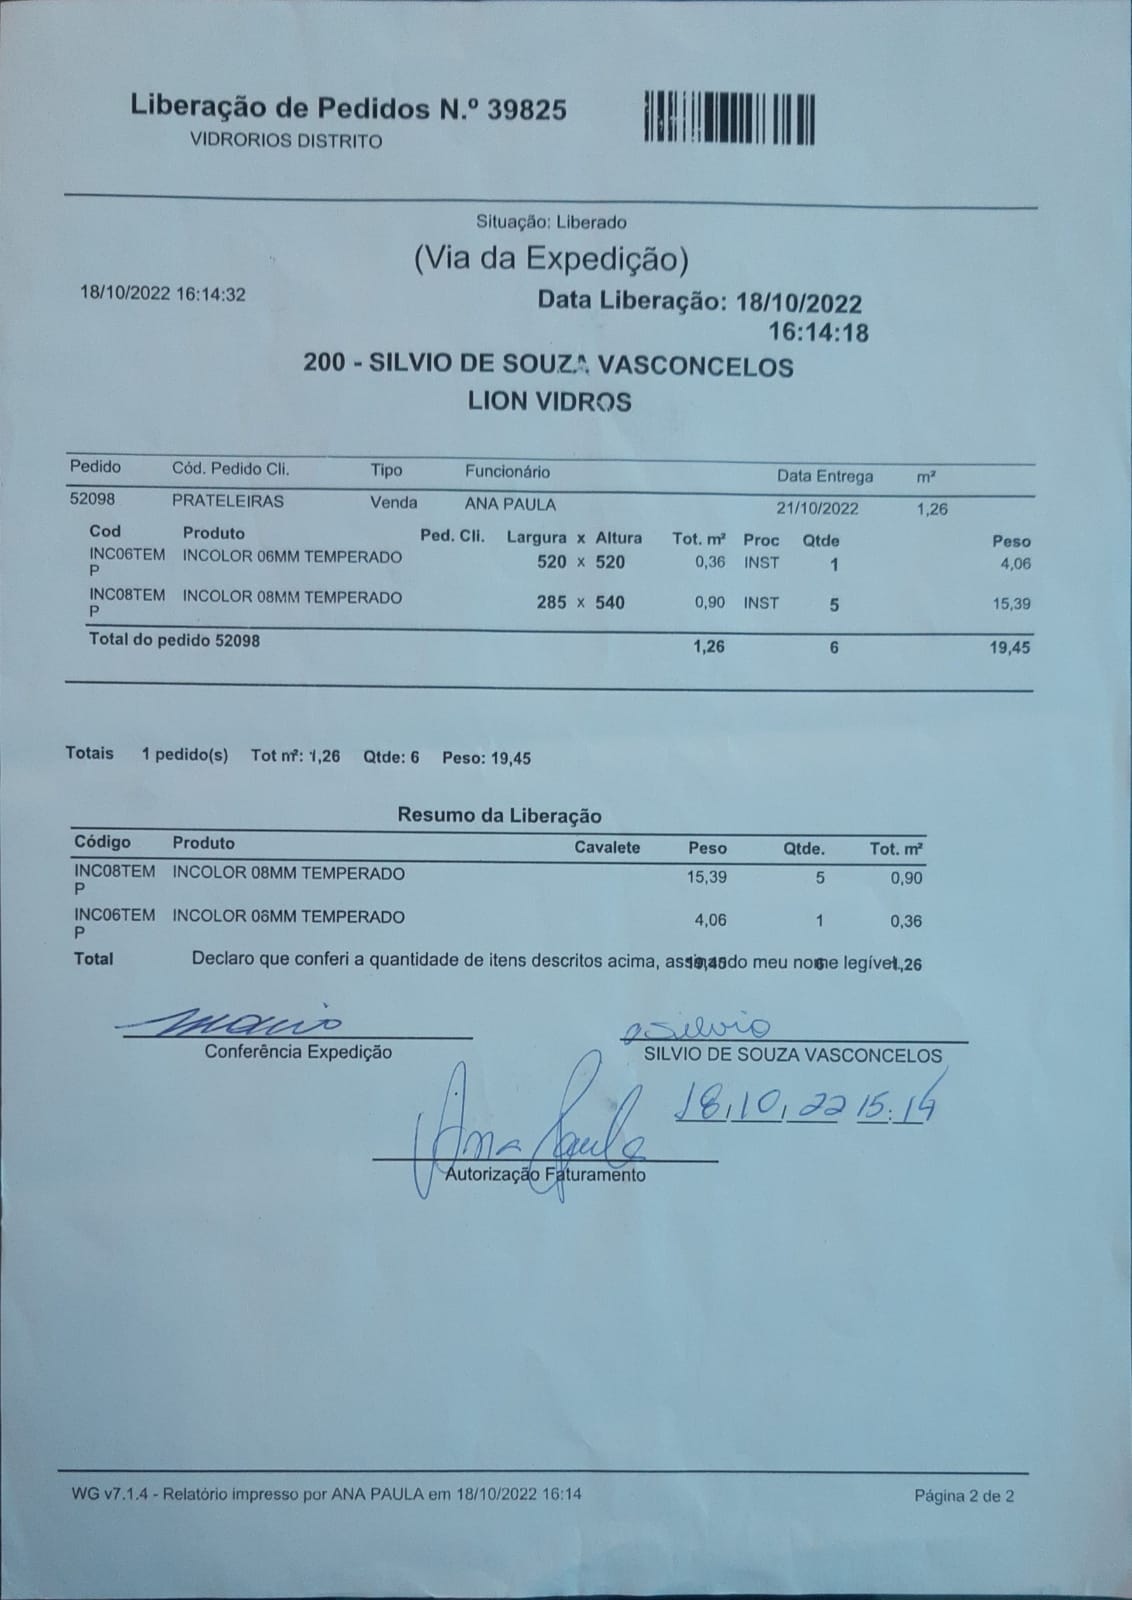 Liberação de Pedidos N.º 39825
VIDRORIOS DISTRITO
Situação: Liberado
(Via da Expedição)
18/10/2022 16:14:32
Data Liberação: 18/10/2022
16:14:18
200 - SILVIO DE SOUZA VASCONCELOS
LION VIDROS
Pedido Cód. Pedido Cli. Tipo Funcionário Data Entrega m²
52098 PRATELEIRAS Venda ANA PAULA 21/10/2022 1,26
Cod Produto Ped. Cli. Largura x Altura Tot. m² Proc Qtde Peso
INC06TEM INCOLOR 06MM TEMPERADO 520 x 520 0,36 INST 1 4,06
P
INC08TEM INCOLOR 08MM TEMPERADO 285 x 540 0,90 INST 5 15,39
P
Total do pedido 52098 1,26 6 19,45
Totais 1 pedido(s) Tot m²: 1,26 Qtde: 6 Peso: 19,45
Resumo da Liberação
Código Produto Cavalete Peso Qtde. Tot. m²
INC08TEM INCOLOR 08MM TEMPERADO 15,39 5 0,90
P
INC06TEM INCOLOR 06MM TEMPERADO 4,06 1 0,36
P
Total Declaro que conferi a quantidade de itens descritos acima, assinando meu nome legível. 19,45 6 1,26
mario
Conferência Expedição
Silvio
SILVIO DE SOUZA VASCONCELOS
18,10,22 15:14
Ana Paula
Autorização Faturamento
WG v7.1.4 - Relatório impresso por ANA PAULA em 18/10/2022 16:14
Página 2 de 2